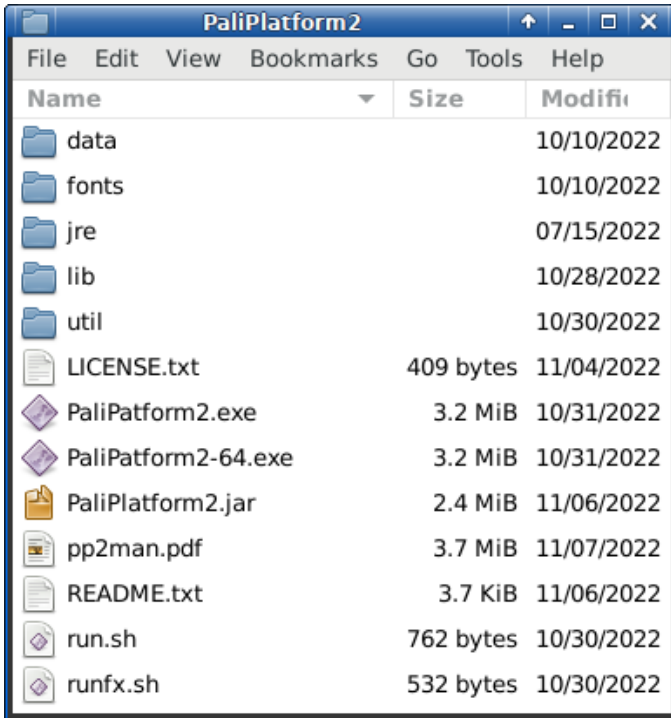 PaliPlatform2
File Edit View Bookmarks Go Tools Help
Name Size Modifi
data 10/10/2022
fonts 10/10/2022
jre 07/15/2022
lib 10/28/2022
util 10/30/2022
LICENSE.txt 409 bytes 11/04/2022
PaliPatform2.exe 3.2 MiB 10/31/2022
PaliPatform2-64.exe 3.2 MiB 10/31/2022
PaliPlatform2.jar 2.4 MiB 11/06/2022
pp2man.pdf 3.7 MiB 11/07/2022
README.txt 3.7 KiB 11/06/2022
run.sh 762 bytes 10/30/2022
runfx.sh 532 bytes 10/30/2022